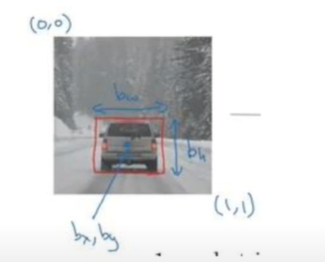 (0,0)
bw
bh
(1,1)
bx, by